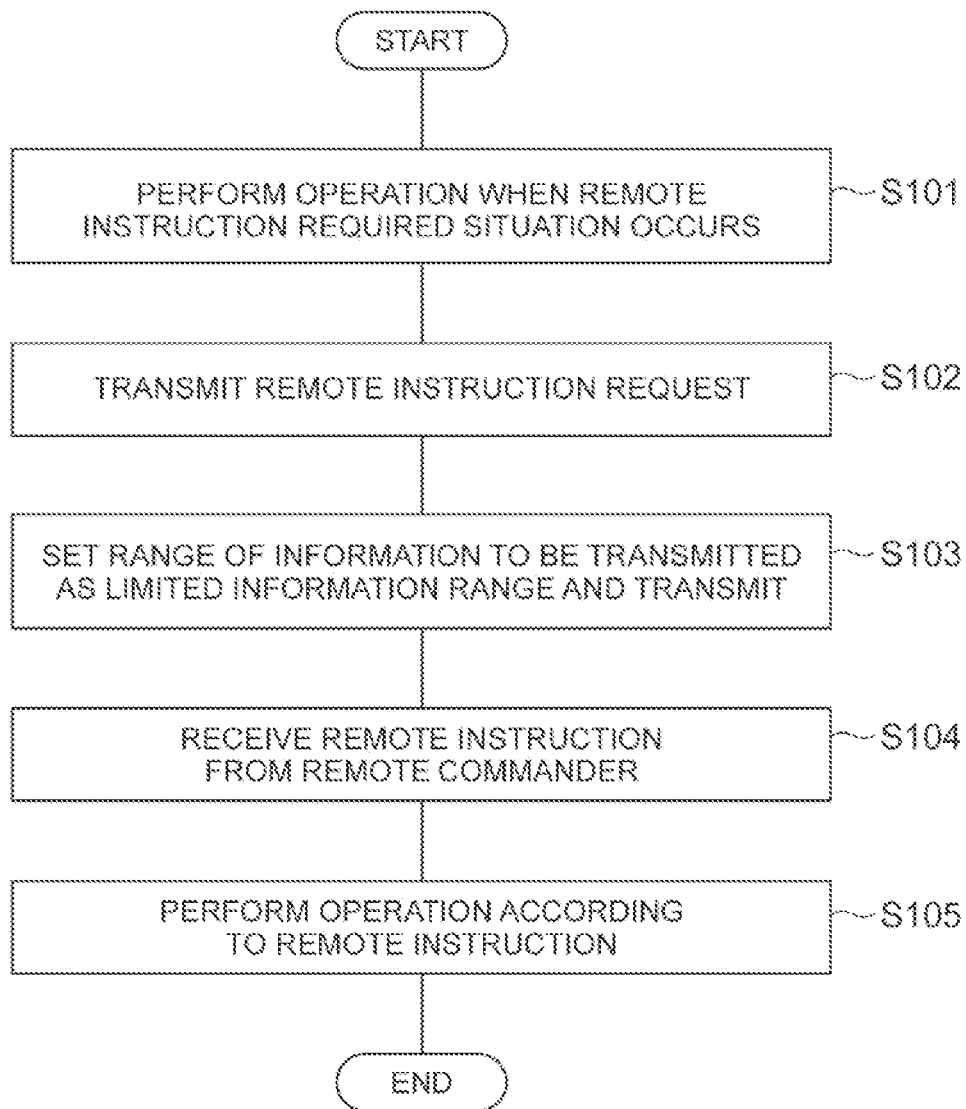 START
PERFORM OPERATION WHEN REMOTE
INSTRUCTION REQUIRED SITUATION OCCURS
S101
TRANSMIT REMOTE INSTRUCTION REQUEST
S102
SET RANGE OF INFORMATION TO BE TRANSMITTED
AS LIMITED INFORMATION RANGE AND TRANSMIT
S103
RECEIVE REMOTE INSTRUCTION
FROM REMOTE COMMANDER
S104
PERFORM OPERATION ACCORDING
TO REMOTE INSTRUCTION
S105
END